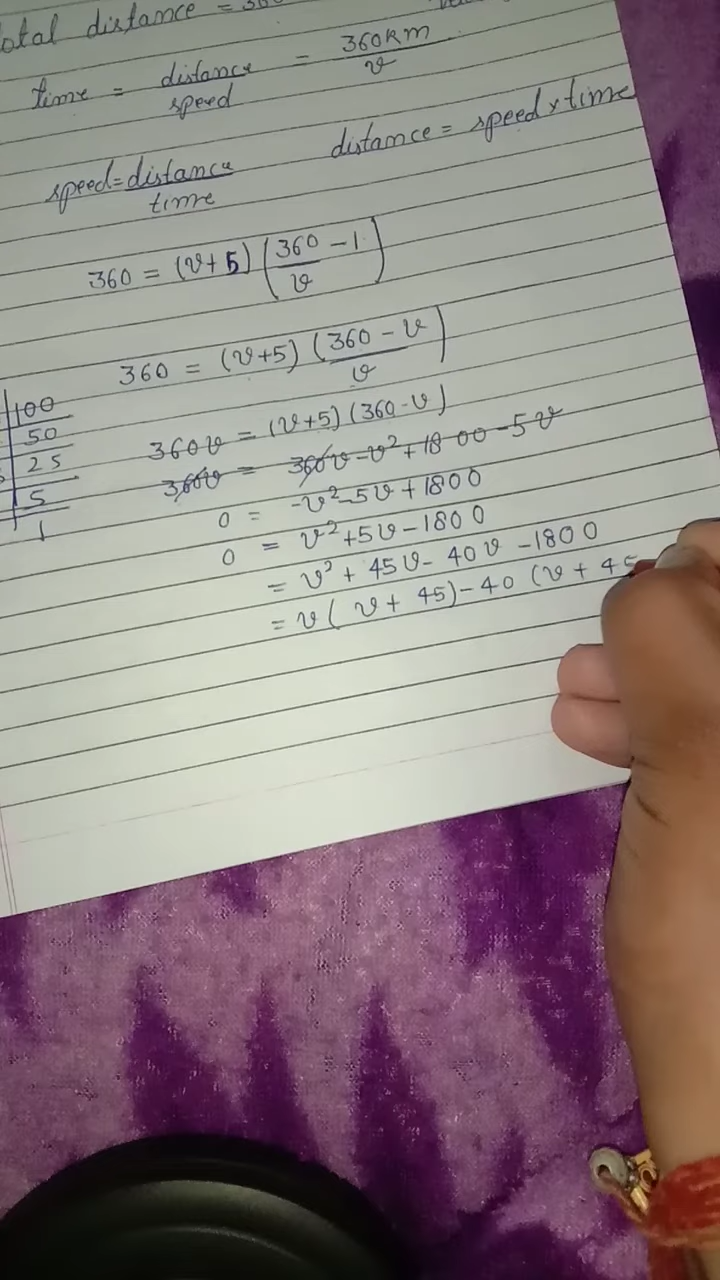 total distance = 360
time = distance/speed = 360km/v
speed = distance/time distance = speed x time
360 = (v+5) (360/v - 1)
360 = (v+5) (360 - v/v)
360v = (v+5) (360-v)
360v = 360v - v² + 1800 - 5v
0 = -v² - 5v + 1800
0 = v² + 5v - 1800
= v² + 45v - 40v - 1800
= v ( v + 45) - 40 (v + 45
100
50
25
5
1